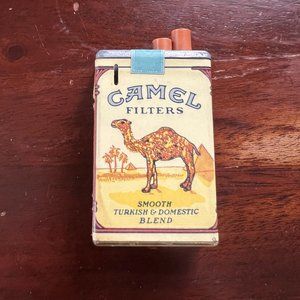 CAMEL
FILTERS
SMOOTH
TURKISH & DOMESTIC
BLEND